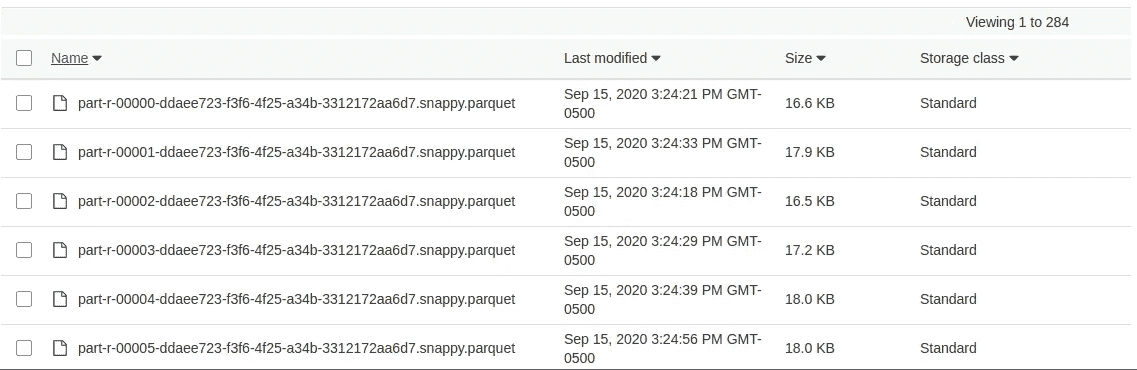 Viewing 1 to 284
Name Last modified Size Storage class
part-r-00000-ddaee723-f3f6-4f25-a34b-3312172aa6d7.snappy.parquet Sep 15, 2020 3:24:21 PM GMT- 16.6 KB Standard
0500
part-r-00001-ddaee723-f3f6-4f25-a34b-3312172aa6d7.snappy.parquet Sep 15, 2020 3:24:33 PM GMT- 17.9 KB Standard
0500
part-r-00002-ddaee723-f3f6-4f25-a34b-3312172aa6d7.snappy.parquet Sep 15, 2020 3:24:18 PM GMT- 16.5 KB Standard
0500
part-r-00003-ddaee723-f3f6-4f25-a34b-3312172aa6d7.snappy.parquet Sep 15, 2020 3:24:29 PM GMT- 17.2 KB Standard
0500
part-r-00004-ddaee723-f3f6-4f25-a34b-3312172aa6d7.snappy.parquet Sep 15, 2020 3:24:39 PM GMT- 18.0 KB Standard
0500
part-r-00005-ddaee723-f3f6-4f25-a34b-3312172aa6d7.snappy.parquet Sep 15, 2020 3:24:56 PM GMT- 18.0 KB Standard
0500